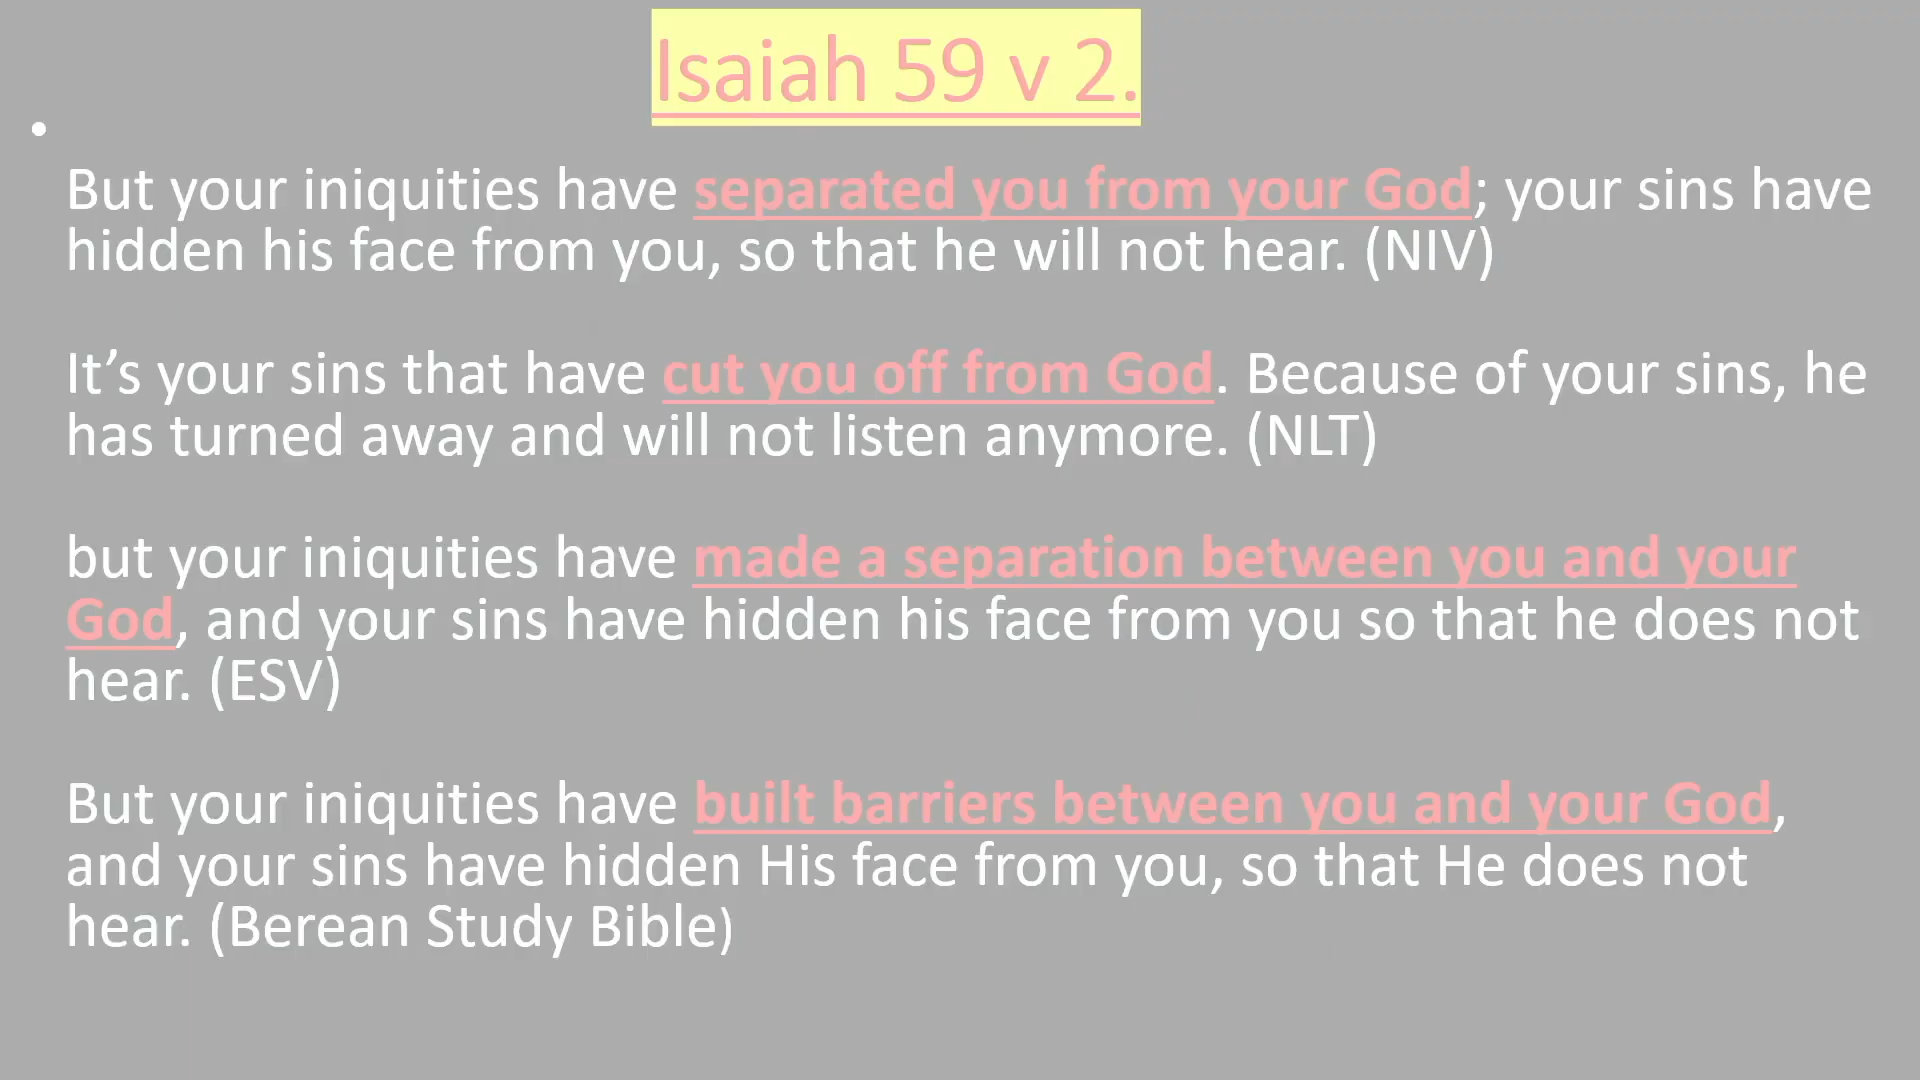 Isaiah 59 v 2.
•
But your iniquities have separated you from your God; your sins have
hidden his face from you, so that he will not hear. (NIV)
It’s your sins that have cut you off from God. Because of your sins, he
has turned away and will not listen anymore. (NLT)
but your iniquities have made a separation between you and your
God, and your sins have hidden his face from you so that he does not
hear. (ESV)
But your iniquities have built barriers between you and your God,
and your sins have hidden His face from you, so that He does not
hear. (Berean Study Bible)